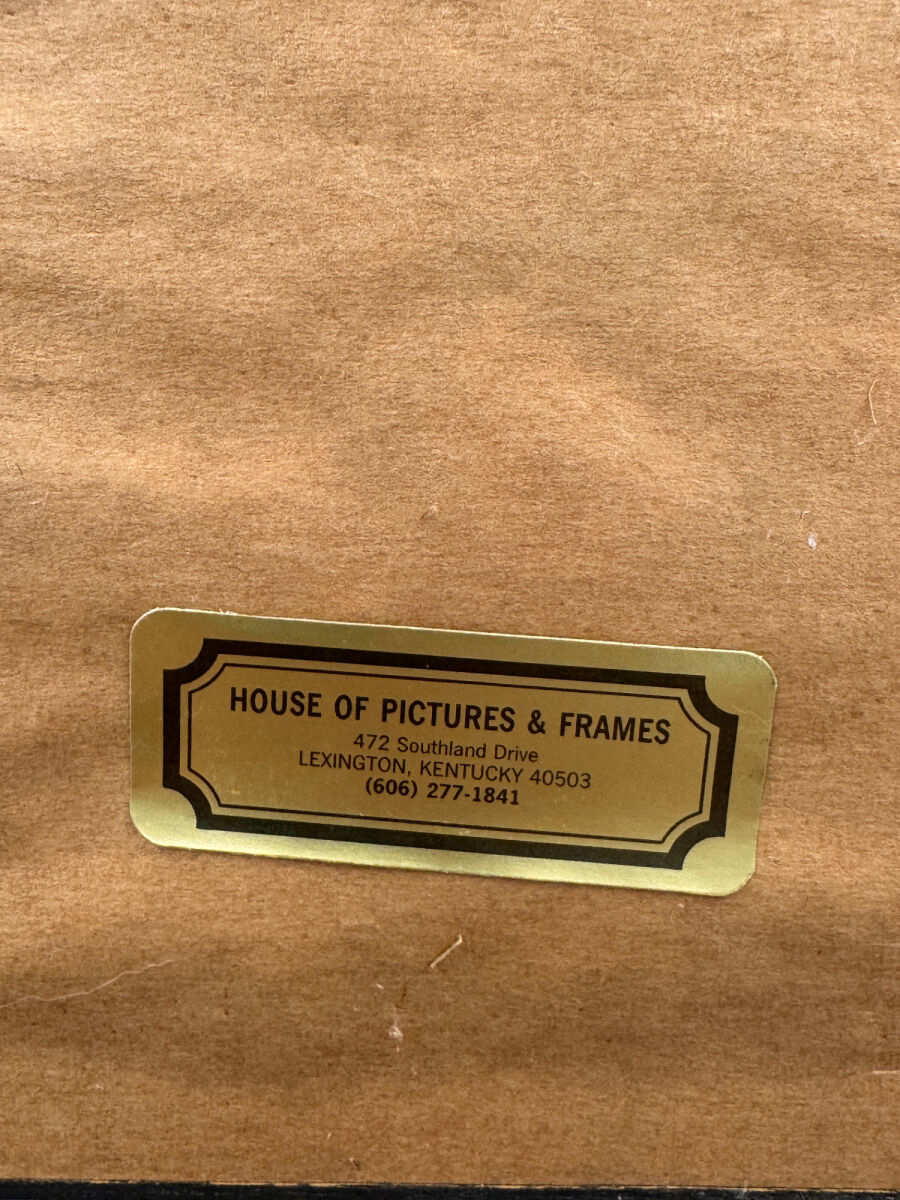 HOUSE OF PICTURES & FRAMES
472 Southland Drive
LEXINGTON, KENTUCKY 40503
(606) 277-1841